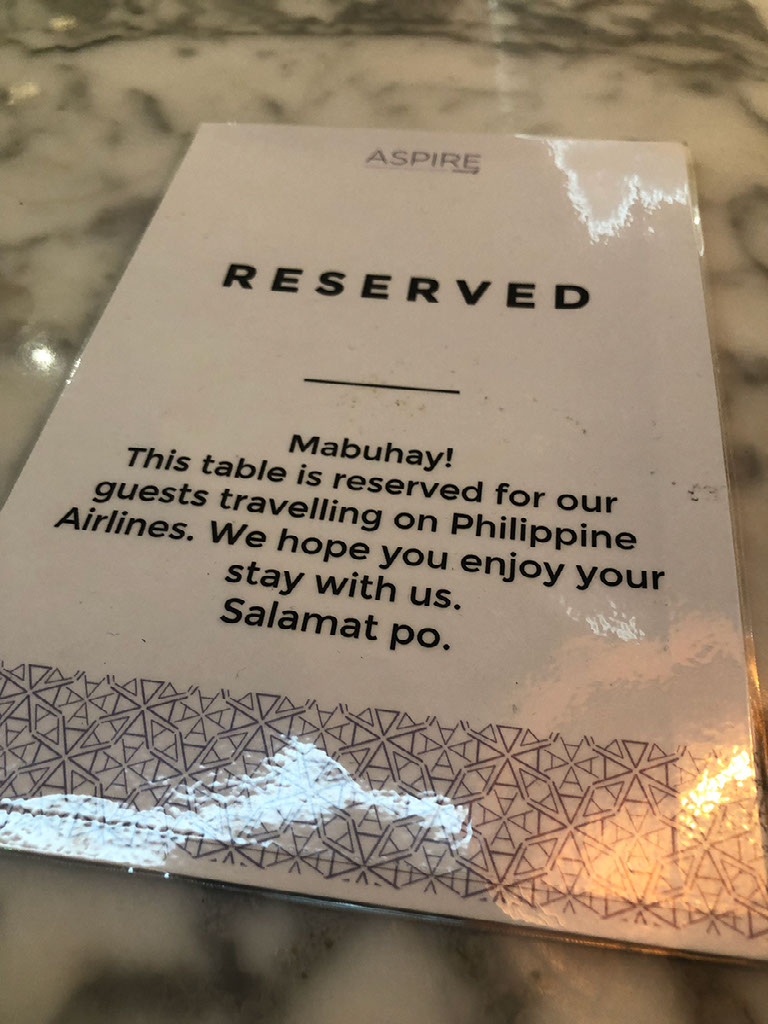 ASPIRE
RESERVED
Mabuhay!
This table is reserved for our
guests travelling on Philippine
Airlines. We hope you enjoy your
stay with us.
Salamat po.